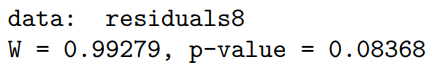 data:  residuals8
W = 0.99279, p-value = 0.08368